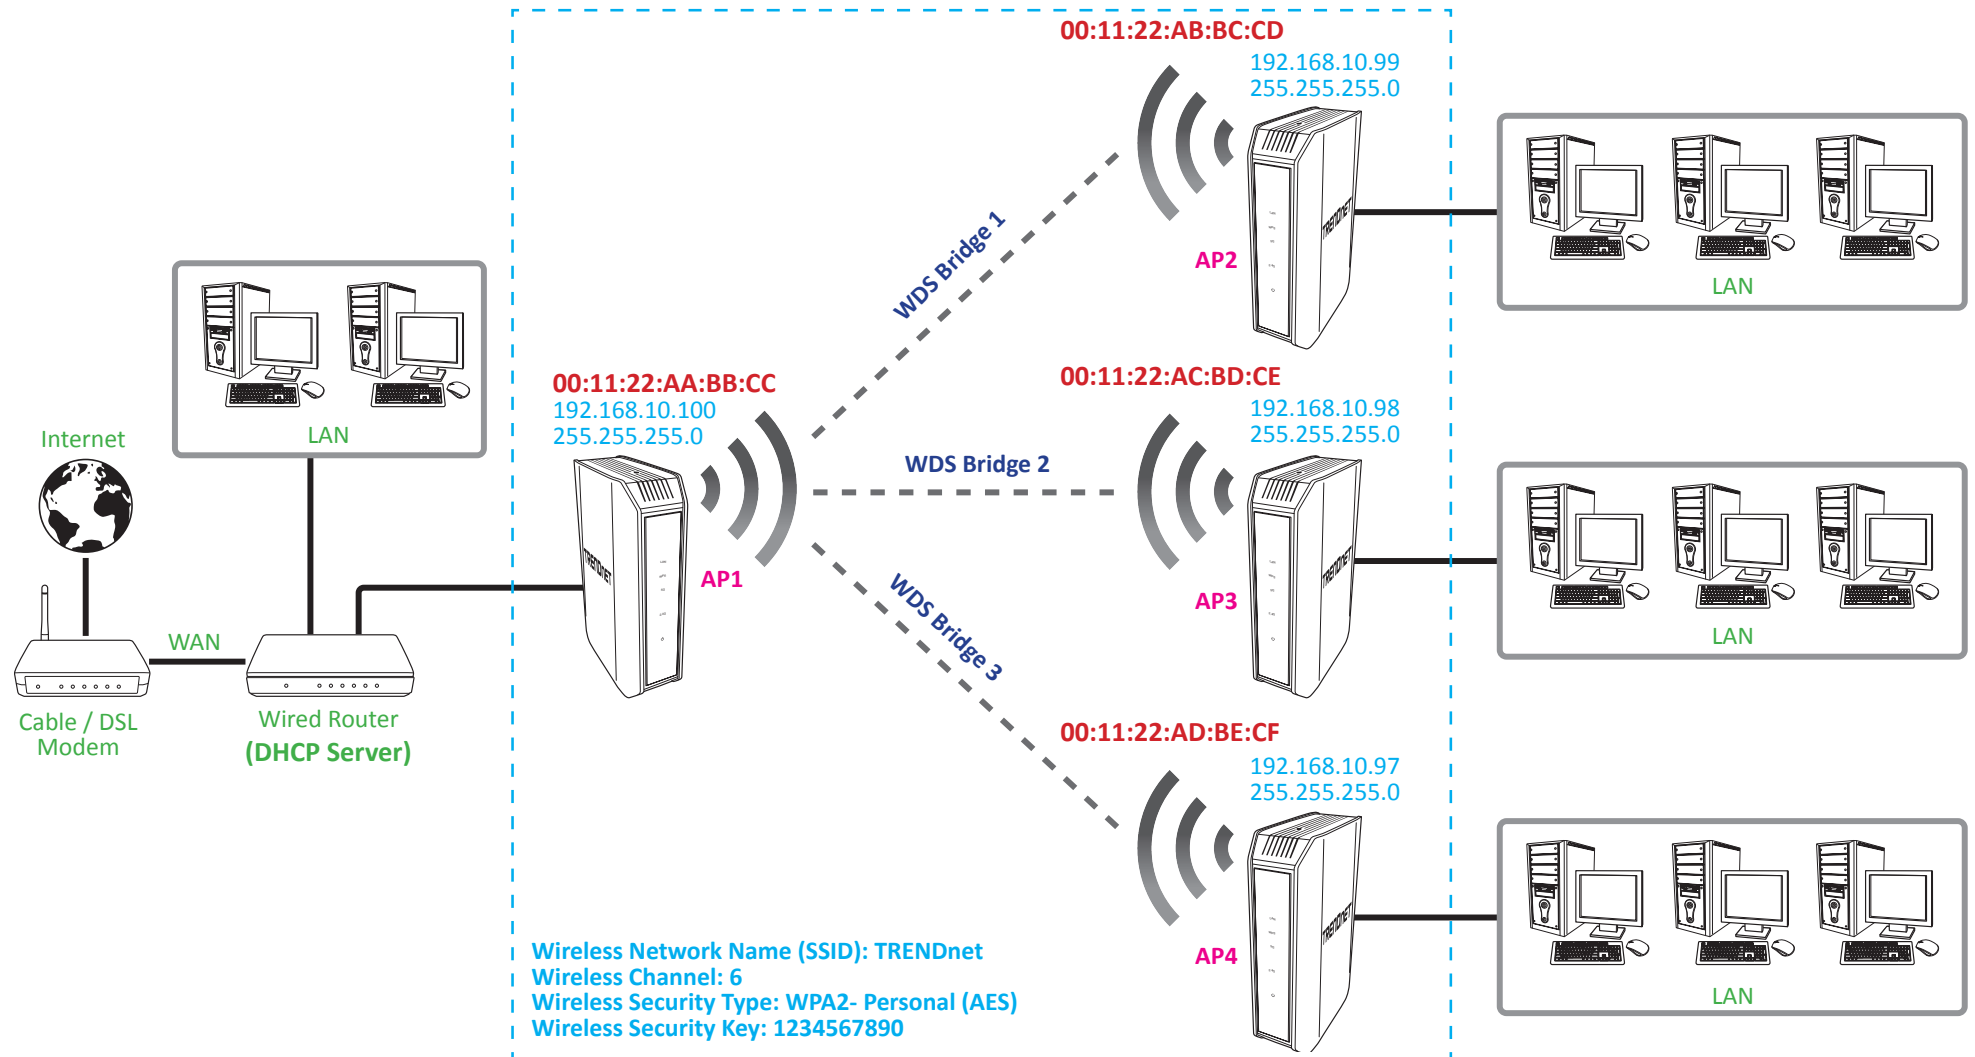 00:11:22:AB:BC:CD
192.168.10.99
255.255.255.0
TRENDNET
AP2
WDS Bridge 1
LAN
LAN
00:11:22:AA:BB:CC
192.168.10.100
255.255.255.0
TRENDNET
AP1
WDS Bridge 2
00:11:22:AC:BD:CE
192.168.10.98
255.255.255.0
TRENDNET
AP3
LAN
Internet
WAN
Cable / DSL
Modem
Wired Router
(DHCP Server)
WDS Bridge 3
00:11:22:AD:BE:CF
192.168.10.97
255.255.255.0
TRENDNET
AP4
LAN
Wireless Network Name (SSID): TRENDnet
Wireless Channel: 6
Wireless Security Type: WPA2- Personal (AES)
Wireless Security Key: 1234567890